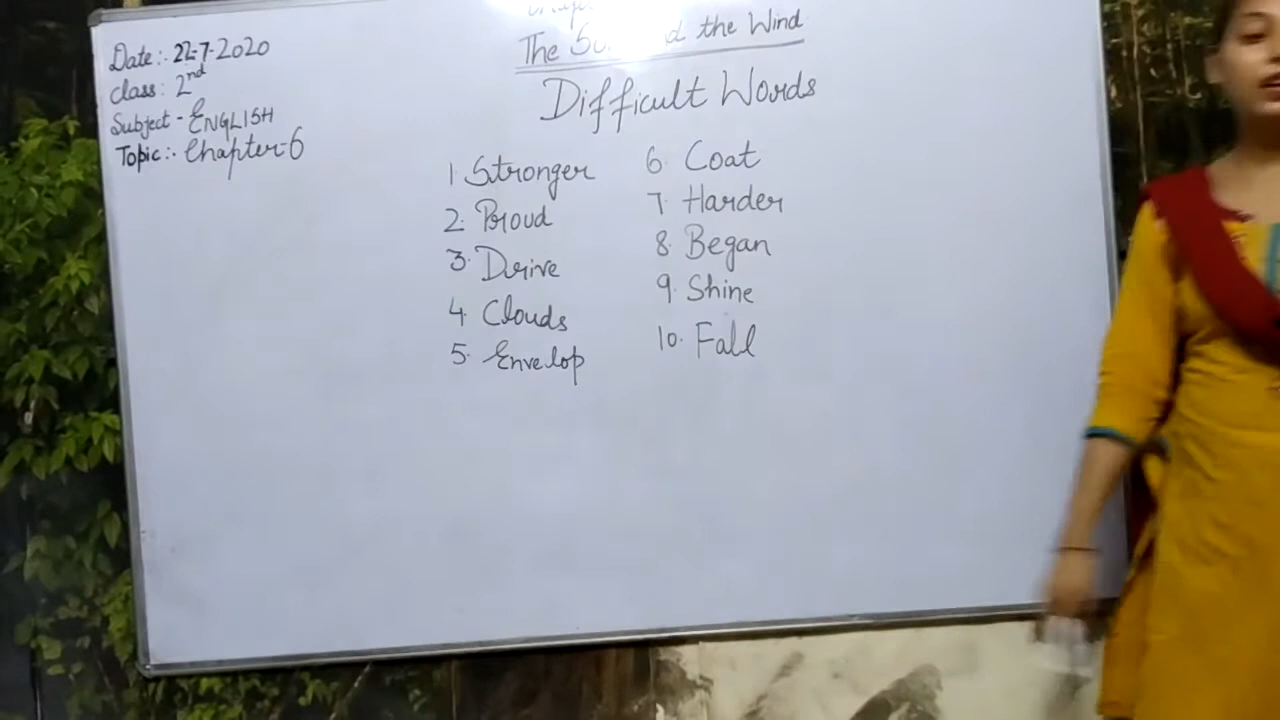 Date:- 22-7-2020
Class: 2nd
Subject - ENGLISH
Topic:- Chapter-6
The the Wind
Difficult Words
1 Stronger
2. Proud
3. Drive
4 Clouds
5. Envelop
6. Coat
7 Harder
8. Began
9. Shine
10. Fall